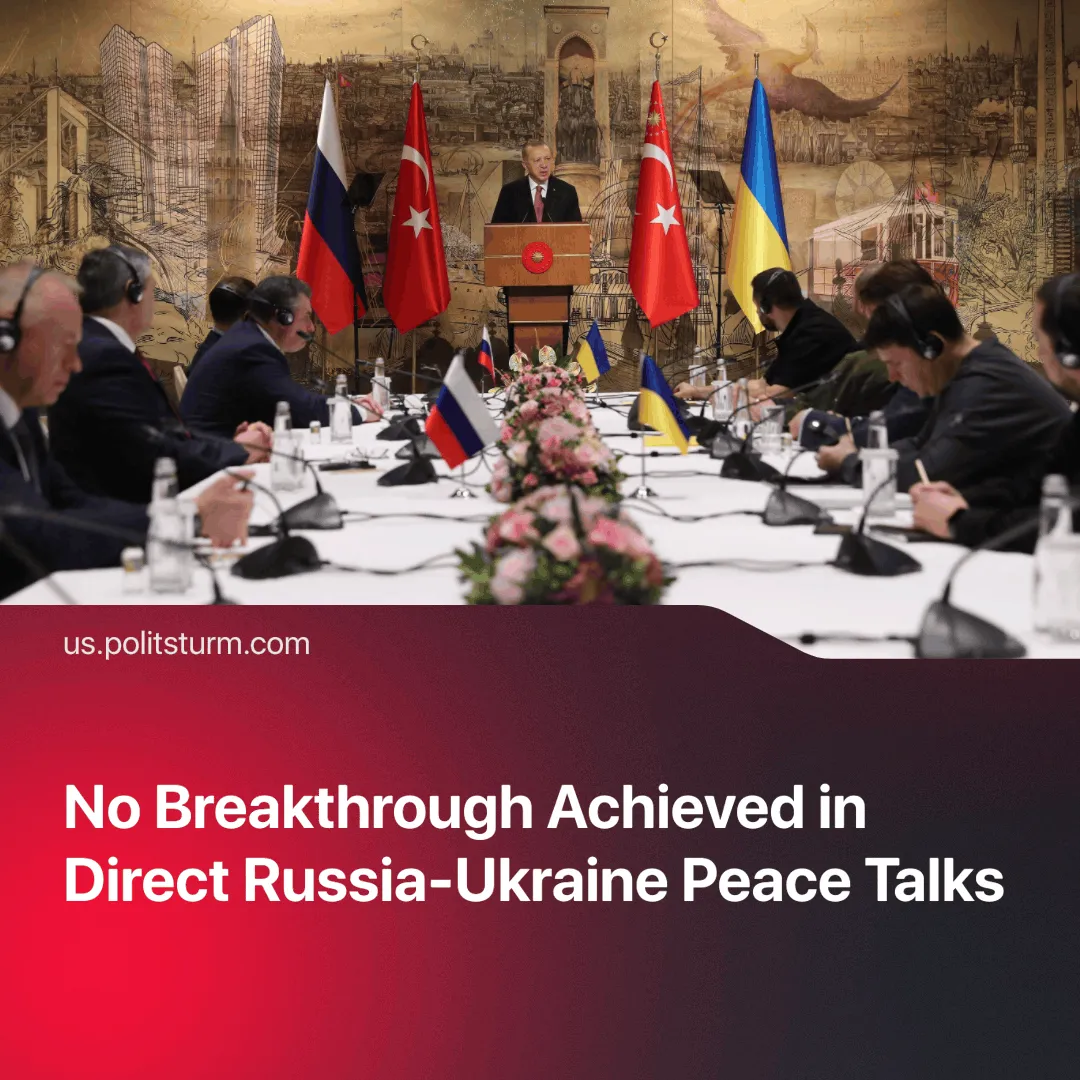 us.politsturm.com
No Breakthrough Achieved in
Direct Russia-Ukraine Peace Talks